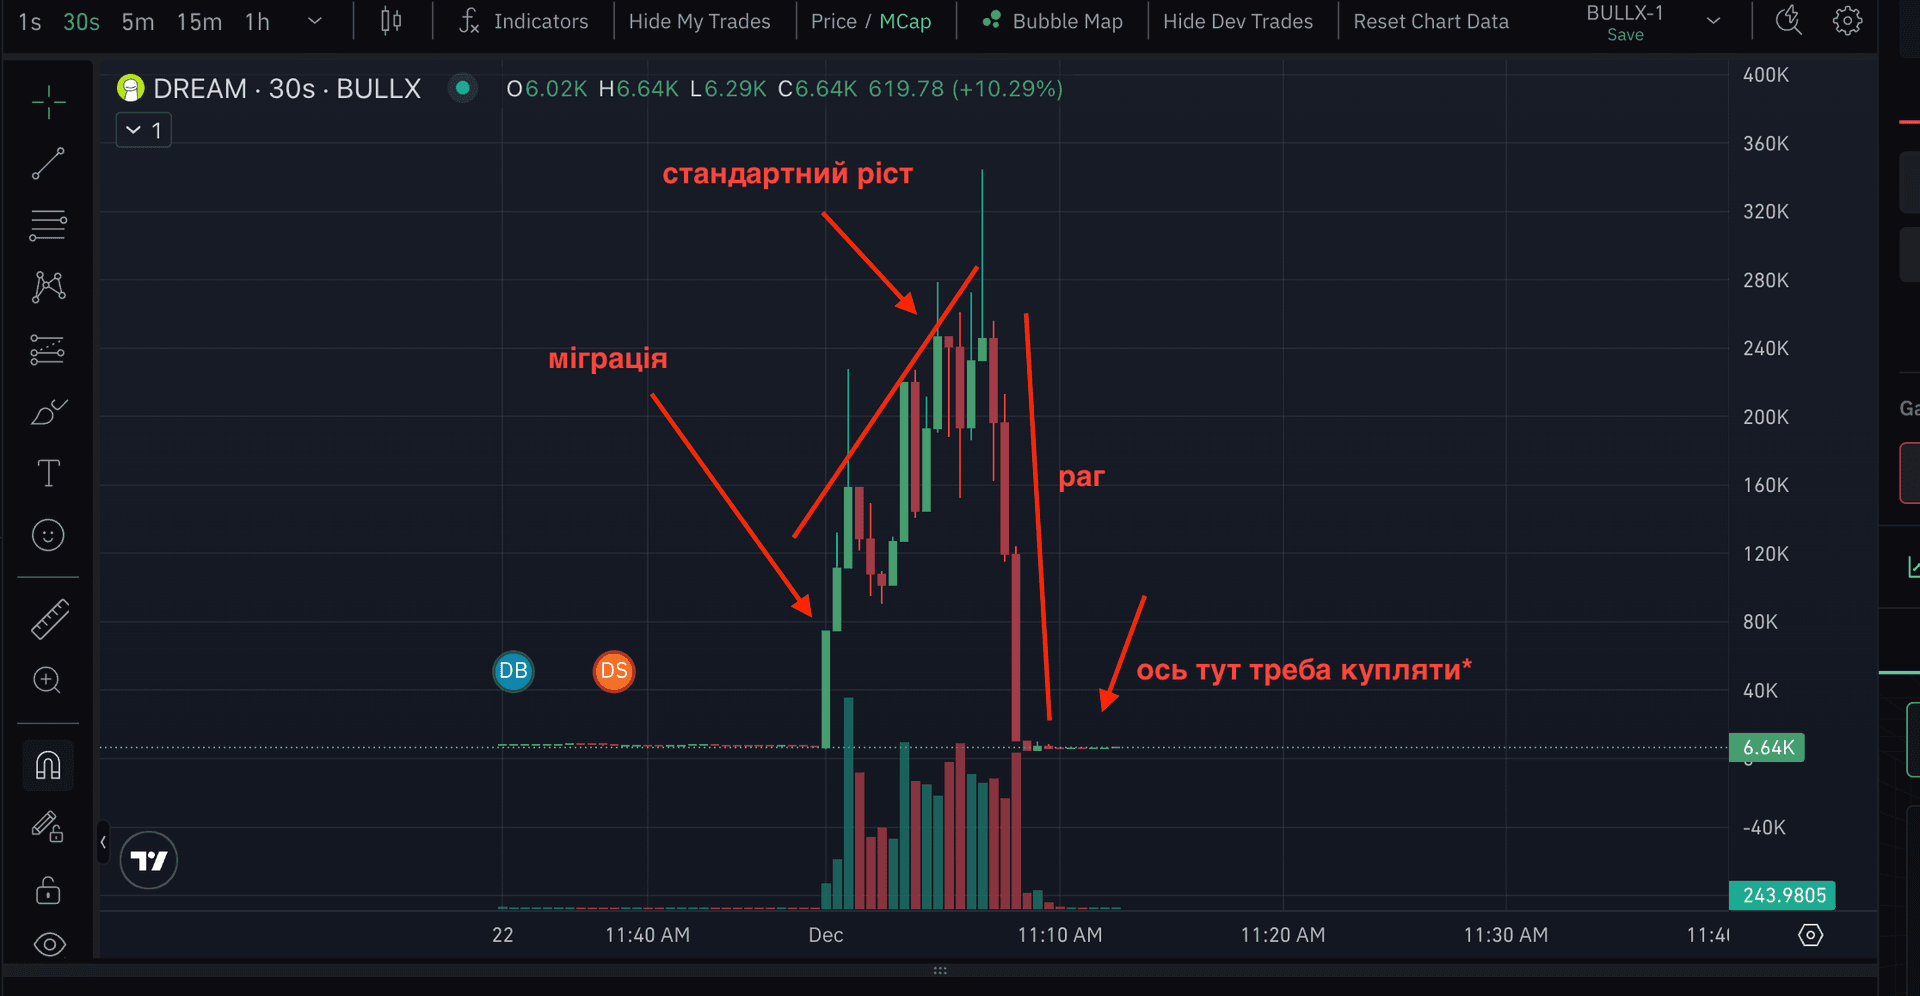 1s 30s 5m 15m 1h Indicators Hide My Trades Price / MCap Bubble Map Hide Dev Trades Reset Chart Data BULLX-1
Save
DREAM · 30s · BULLX O6.02K H6.64K L6.29K C6.64K 619.78 (+10.29%)
1
400K
360K
стандартний ріст
320K
280K
міграція
240K
Ga
200K
раг
160K
120K
80K
DB DS ось тут треба купляти*
40K
6.64K
0
-40K
243.9805
22 11:40 AM Dec 11:10 AM 11:20 AM 11:30 AM 11:4